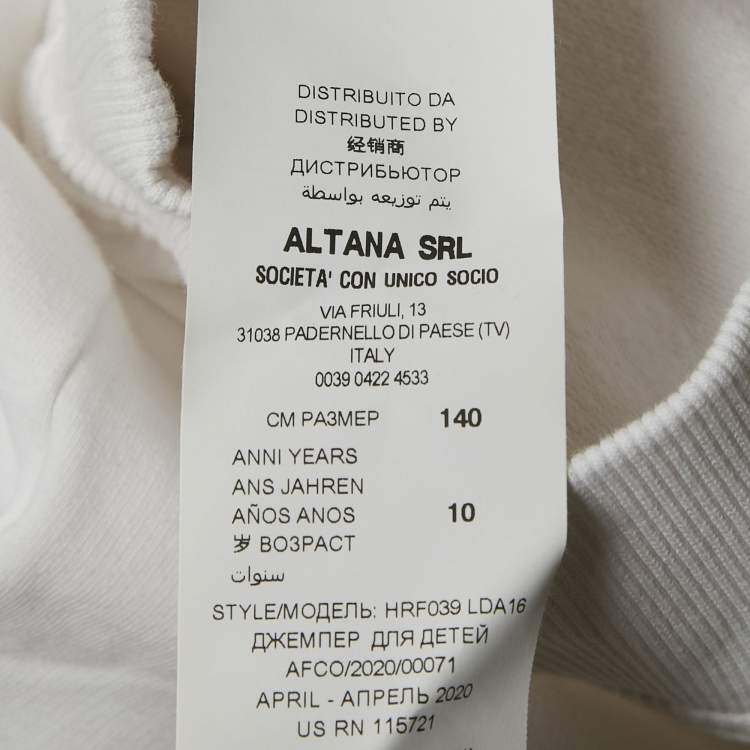 DISTRIBUITO DA
DISTRIBUTED BY
经销商
ДИСТРИБЬЮТОР
يتم توزيعه بواسطة
ALTANA SRL
SOCIETA' CON UNICO SOCIO
VIA FRIULI, 13
31038 PADERNELLO DI PAESE (TV)
ITALY
0039 0422 4533
CM РАЗМЕР 140
ANNI YEARS
ANS JAHREN
AÑOS ANOS 10
岁 ВОЗРАСТ
سنوات
STYLE/МОДЕЛЬ: HRF039 LDA16
ДЖЕМПЕР ДЛЯ ДЕТЕЙ
AFCO/2020/00071
APRIL - АПРЕЛЬ 2020
US RN 115721